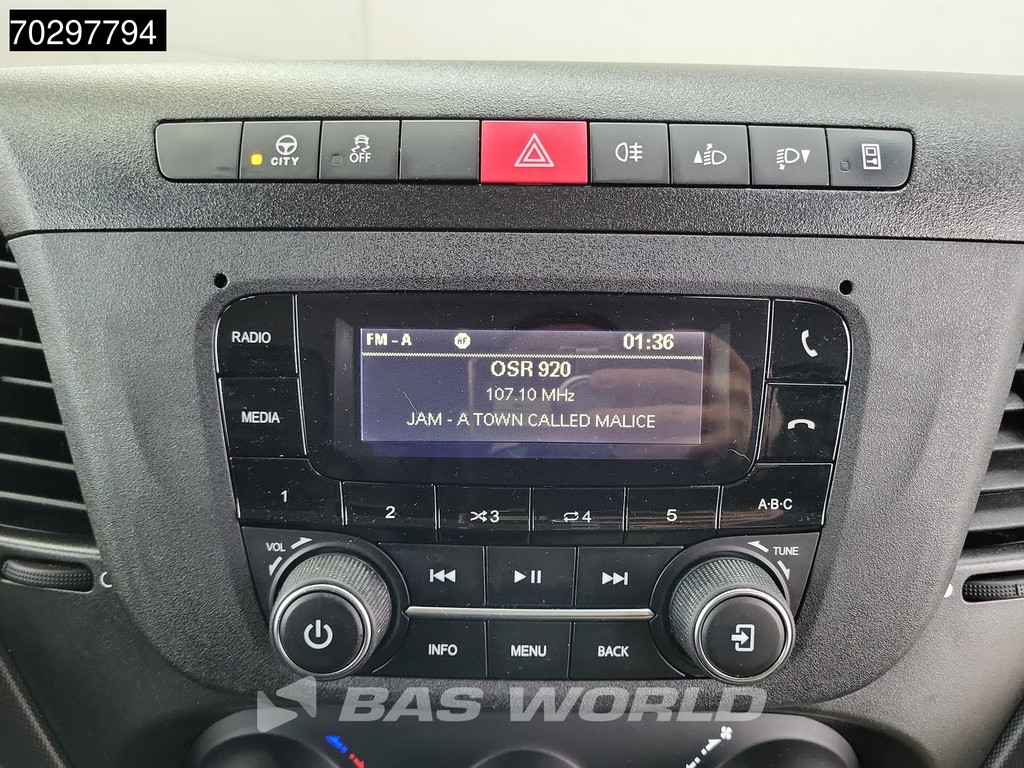 70297794
CITY
OFF
RADIO
MEDIA
FM - A AF 01:36
OSR 920
107.10 MHz
JAM - A TOWN CALLED MALICE
1
2
3
4
5
A·B·C
VOL
TUNE
INFO
MENU
BACK
BAS WORLD